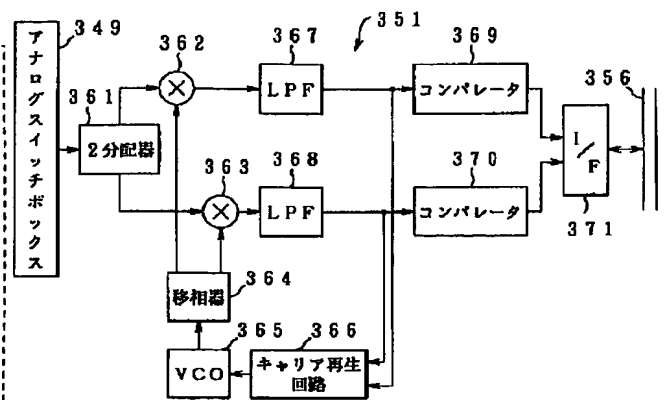 349
アナログスイッチボックス
361
2分配器
362
363
移相器
364
VCO
365
キャリア再生
回路
366
LPF
367
LPF
368
351
コンパレータ
369
コンパレータ
370
I/F
371
356